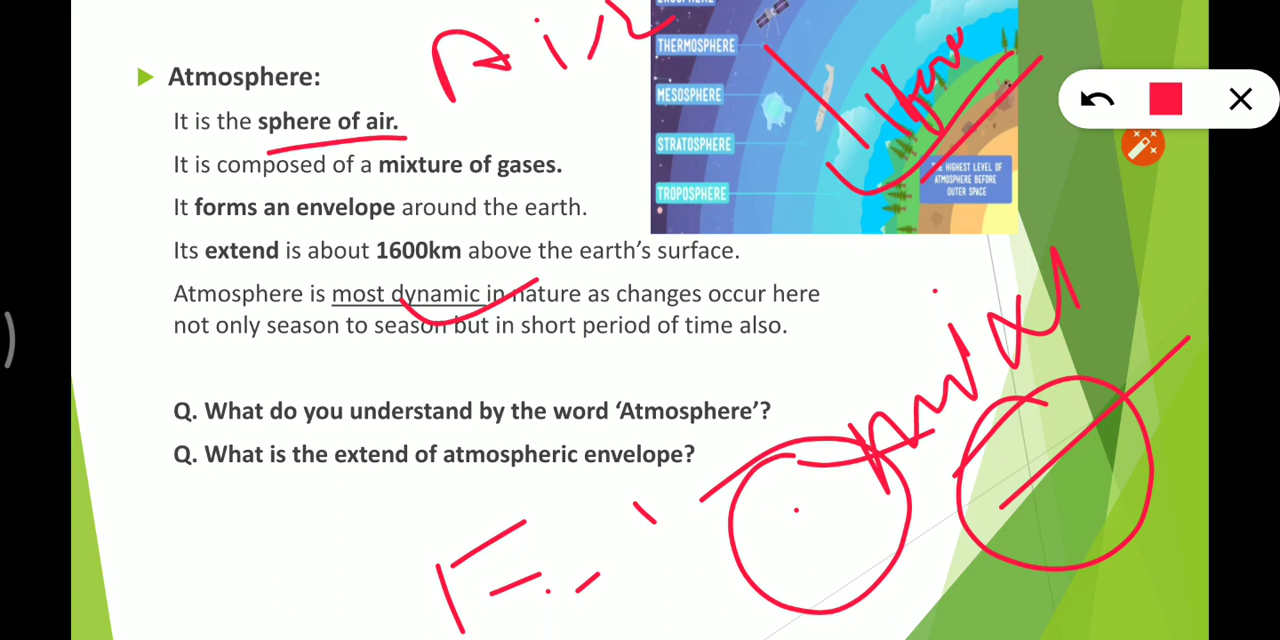 THERMOSPHERE
MESOSPHERE
STRATOSPHERE
TROPOSPHERE
HIGHEST LEVEL OF
ATMOSPHERE BEFORE
OUTER SPACE
Air
Atmosphere:
It is the sphere of air.
It is composed of a mixture of gases.
It forms an envelope around the earth.
Its extend is about 1600km above the earth’s surface.
Atmosphere is most dynamic in nature as changes occur here
not only season to season but in short period of time also.
Q. What do you understand by the word ‘Atmosphere’?
Q. What is the extend of atmospheric envelope?